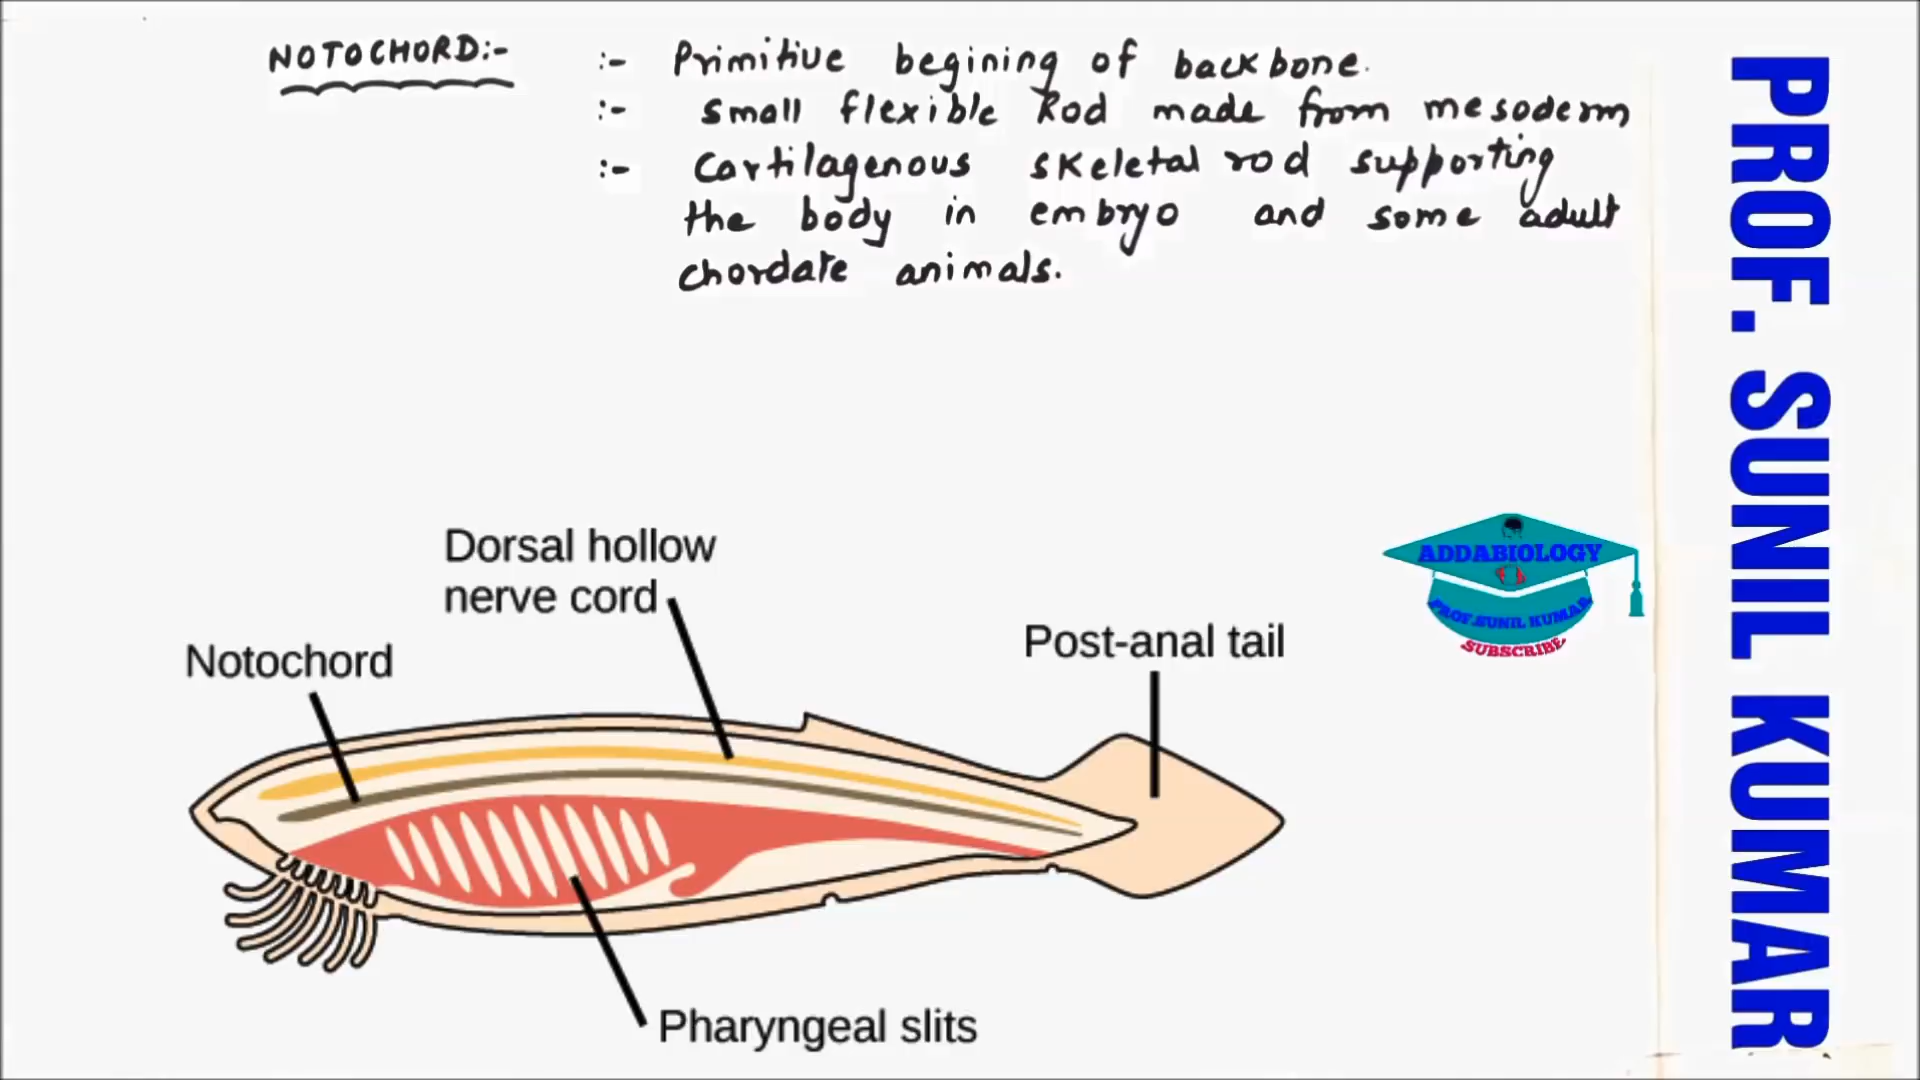 NOTOCHORD:-
:- Primitive begining of backbone.
:- Small flexible Rod made from mesoderm
:- Cartilagenous skeletal rod supporting
the body in embryo and some adult
chordate animals.
Dorsal hollow
nerve cord
Notochord
Post-anal tail
Pharyngeal slits
ADDABIOLOGY
PROF.SUNIL KUMAR
SUBSCRIBE
PROF. SUNIL KUMAR